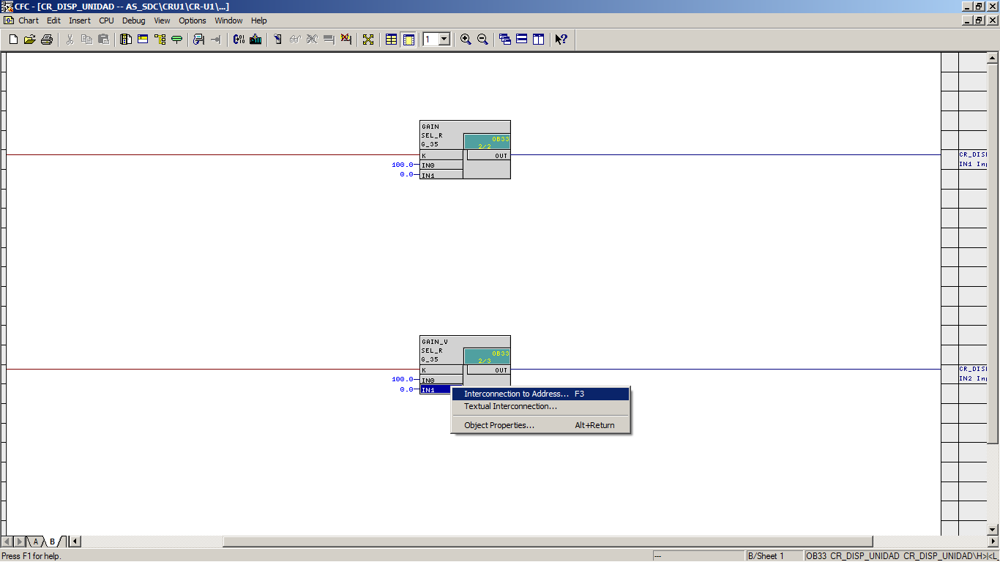 CFC - [CR_DISP_UNIDAD -- AS_SDC\CRU1\CR-U1\...]
Chart Edit Insert CPU Debug View Options Window Help
1
GAIN
SEL_R
G_35
OB33
2/2
K
OUT
100.0
IN0
0.0
IN1
CR_DIS
IN1 In
GAIN_V
SEL_R
G_35
OB33
2/3
K
OUT
100.0
IN0
0.0
IN1
CR_DIS
IN2 In
Interconnection to Address... F3
Textual Interconnection...
Object Properties... Alt+Return
A B
Press F1 for help.
---
B/Sheet 1
OB33 CR_DISP_UNIDAD CR_DISP_UNIDAD\H>|<L_